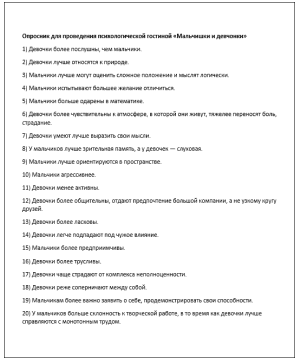 Опросник для проведения психологической гостиной «Мальчишки и девчонки»
1) Девочки более послушны, чем мальчики.
2) Девочки лучше относятся к природе.
3) Мальчики лучше могут оценить сложное положение и мыслят логически.
4) Мальчики испытывают большее желание отличиться.
5) Мальчики больше одарены в математике.
6) Девочки более чувствительны к атмосфере, в которой они живут, тяжелее переносят боль,
страдание.
7) Девочки умеют лучше выразить свои мысли.
8) У мальчиков лучше зрительная память, а у девочек — слуховая.
9) Мальчики лучше ориентируются в пространстве.
10) Мальчики агрессивнее.
11) Девочки менее активны.
12) Девочки более общительны, отдают предпочтение большой компании, а не узкому кругу
друзей.
13) Девочки более ласковы.
14) Девочки легче подпадают под чужое влияние.
15) Мальчики более предприимчивы.
16) Девочки более трусливы.
17) Девочки чаще страдают от комплекса неполноценности.
18) Девочки реже соперничают между собой.
19) Мальчикам более важно заявить о себе, продемонстрировать свои способности.
20) У мальчиков больше склонность к творческой работе, в то время как девочки лучше
справляются с монотонным трудом.